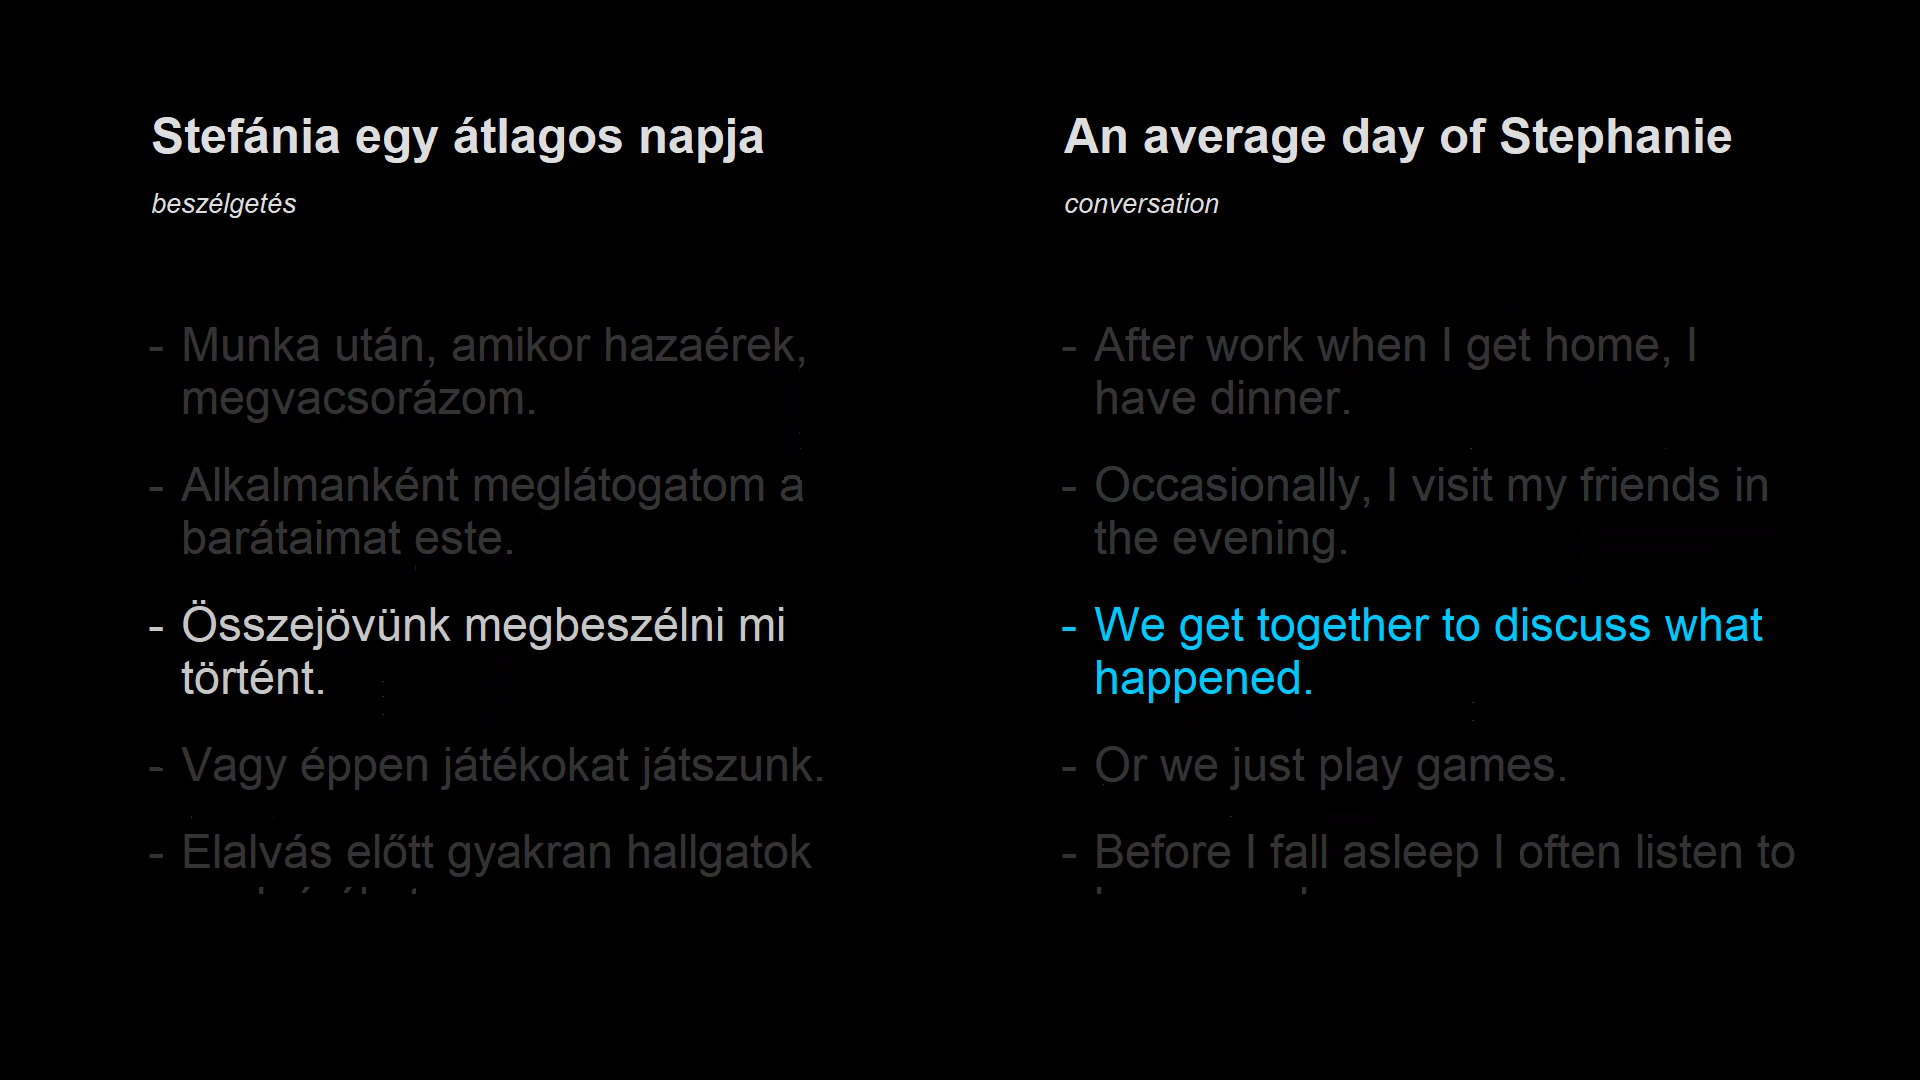 Stefánia egy átlagos napja
beszélgetés
- Munka után, amikor hazaérek,
megvacsorázom.
- Alkalmanként meglátogatom a
barátaimat este.
- Összejövünk megbeszélni mi
történt.
- Vagy éppen játékokat játszunk.
- Elalvás előtt gyakran hallgatok
An average day of Stephanie
conversation
- After work when I get home, I
have dinner.
- Occasionally, I visit my friends in
the evening.
- We get together to discuss what
happened.
- Or we just play games.
- Before I fall asleep I often listen to